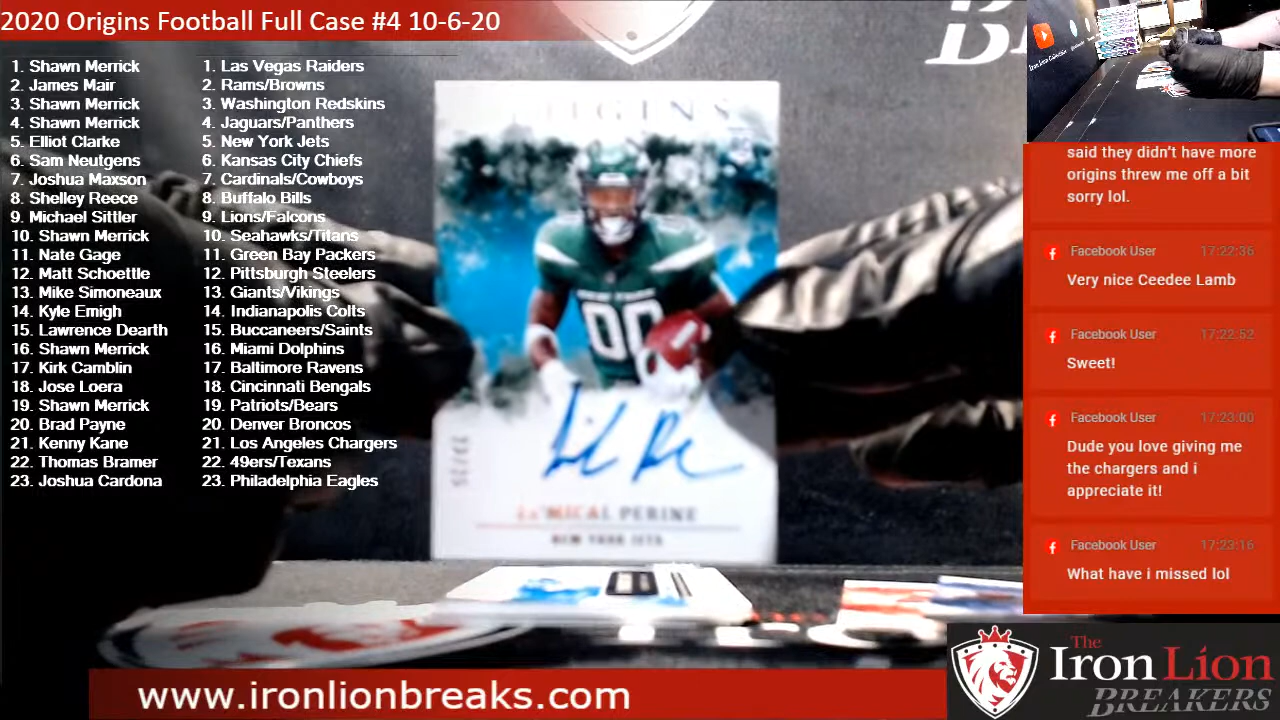 2020 Origins Football Full Case #4 10-6-20
1. Shawn Merrick
2. James Mair
3. Shawn Merrick
4. Shawn Merrick
5. Elliot Clarke
6. Sam Neutgens
7. Joshua Maxson
8. Shelley Reece
9. Michael Sittler
10. Shawn Merrick
11. Nate Gage
12. Matt Schoettle
13. Mike Simoneaux
14. Kyle Emigh
15. Lawrence Dearth
16. Shawn Merrick
17. Kirk Camblin
18. Jose Loera
19. Shawn Merrick
20. Brad Payne
21. Kenny Kane
22. Thomas Bramer
23. Joshua Cardona
1. Las Vegas Raiders
2. Rams/Browns
3. Washington Redskins
4. Jaguars/Panthers
5. New York Jets
6. Kansas City Chiefs
7. Cardinals/Cowboys
8. Buffalo Bills
9. Lions/Falcons
10. Seahawks/Titans
11. Green Bay Packers
12. Pittsburgh Steelers
13. Giants/Vikings
14. Indianapolis Colts
15. Buccaneers/Saints
16. Miami Dolphins
17. Baltimore Ravens
18. Cincinnati Bengals
19. Patriots/Bears
20. Denver Broncos
21. Los Angeles Chargers
22. 49ers/Texans
23. Philadelphia Eagles
ORIGINS
00
La'MICAL PERINE
NEW YORK JETS
said they didn't have more
origins threw me off a bit
sorry lol.
Facebook User 17:22:36
Very nice Ceedee Lamb
Facebook User 17:22:52
Sweet!
Facebook User 17:23:00
Dude you love giving me
the chargers and i
appreciate it!
Facebook User 17:23:16
What have i missed lol
www.ironlionbreaks.com
The
Iron Lion
BREAKERS